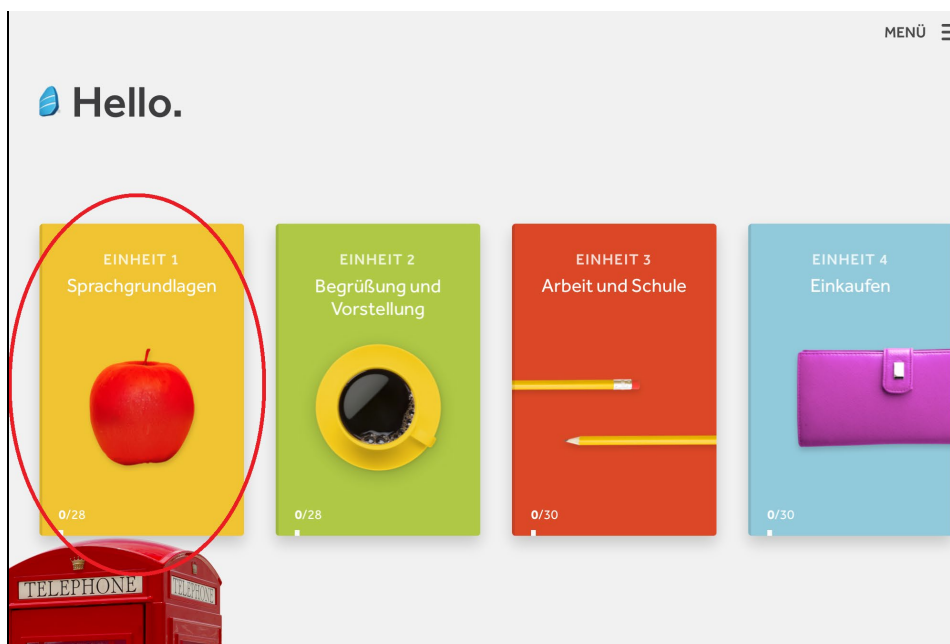 MENÜ
Hello.
EINHEIT 1
Sprachgrundlagen
0/28
EINHEIT 2
Begrüßung und
Vorstellung
0/28
EINHEIT 3
Arbeit und Schule
0/30
EINHEIT 4
Einkaufen
0/30
TELEPHONE
TELEPHONE